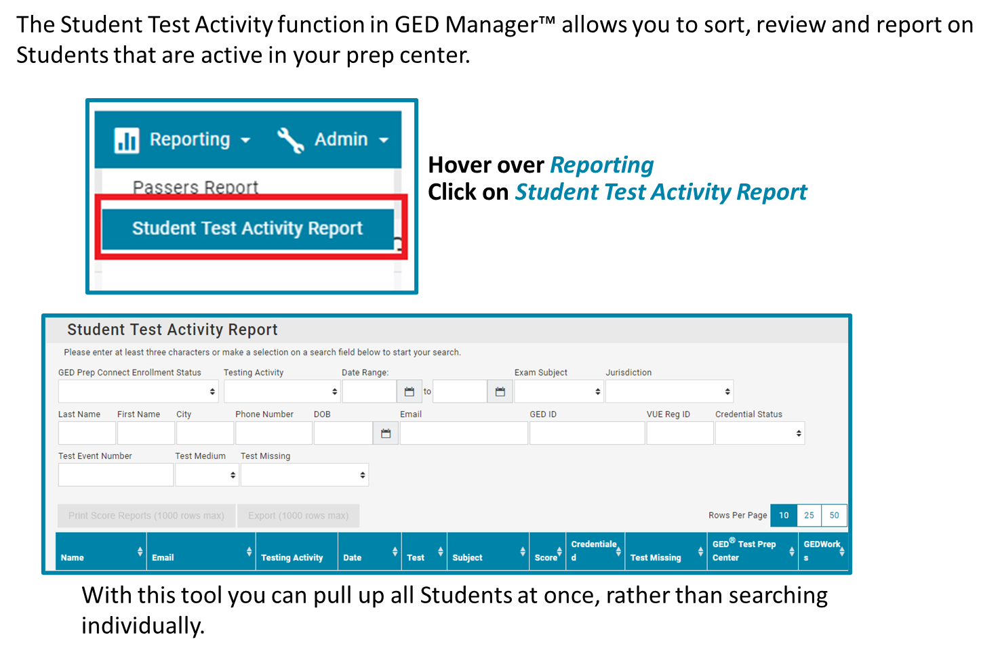 The Student Test Activity function in GED Manager™ allows you to sort, review and report on
Students that are active in your prep center.
Reporting Admin
Passers Report
Student Test Activity Report
Hover over Reporting
Click on Student Test Activity Report
Student Test Activity Report
Please enter at least three characters or make a selection on a search field below to start your search.
GED Prep Connect Enrollment Status Testing Activity Date Range: Exam Subject Jurisdiction
to
Last Name First Name City Phone Number DOB Email GED ID VUE Reg ID Credential Status
Test Event Number Test Medium Test Missing
Print Score Reports (1000 rows max) Export (1000 rows max) Rows Per Page 10 25 50
Name Email Testing Activity Date Test Subject Score Credentiale
d Test Missing GED® Test Prep
Center GEDWork
s
With this tool you can pull up all Students at once, rather than searching
individually.